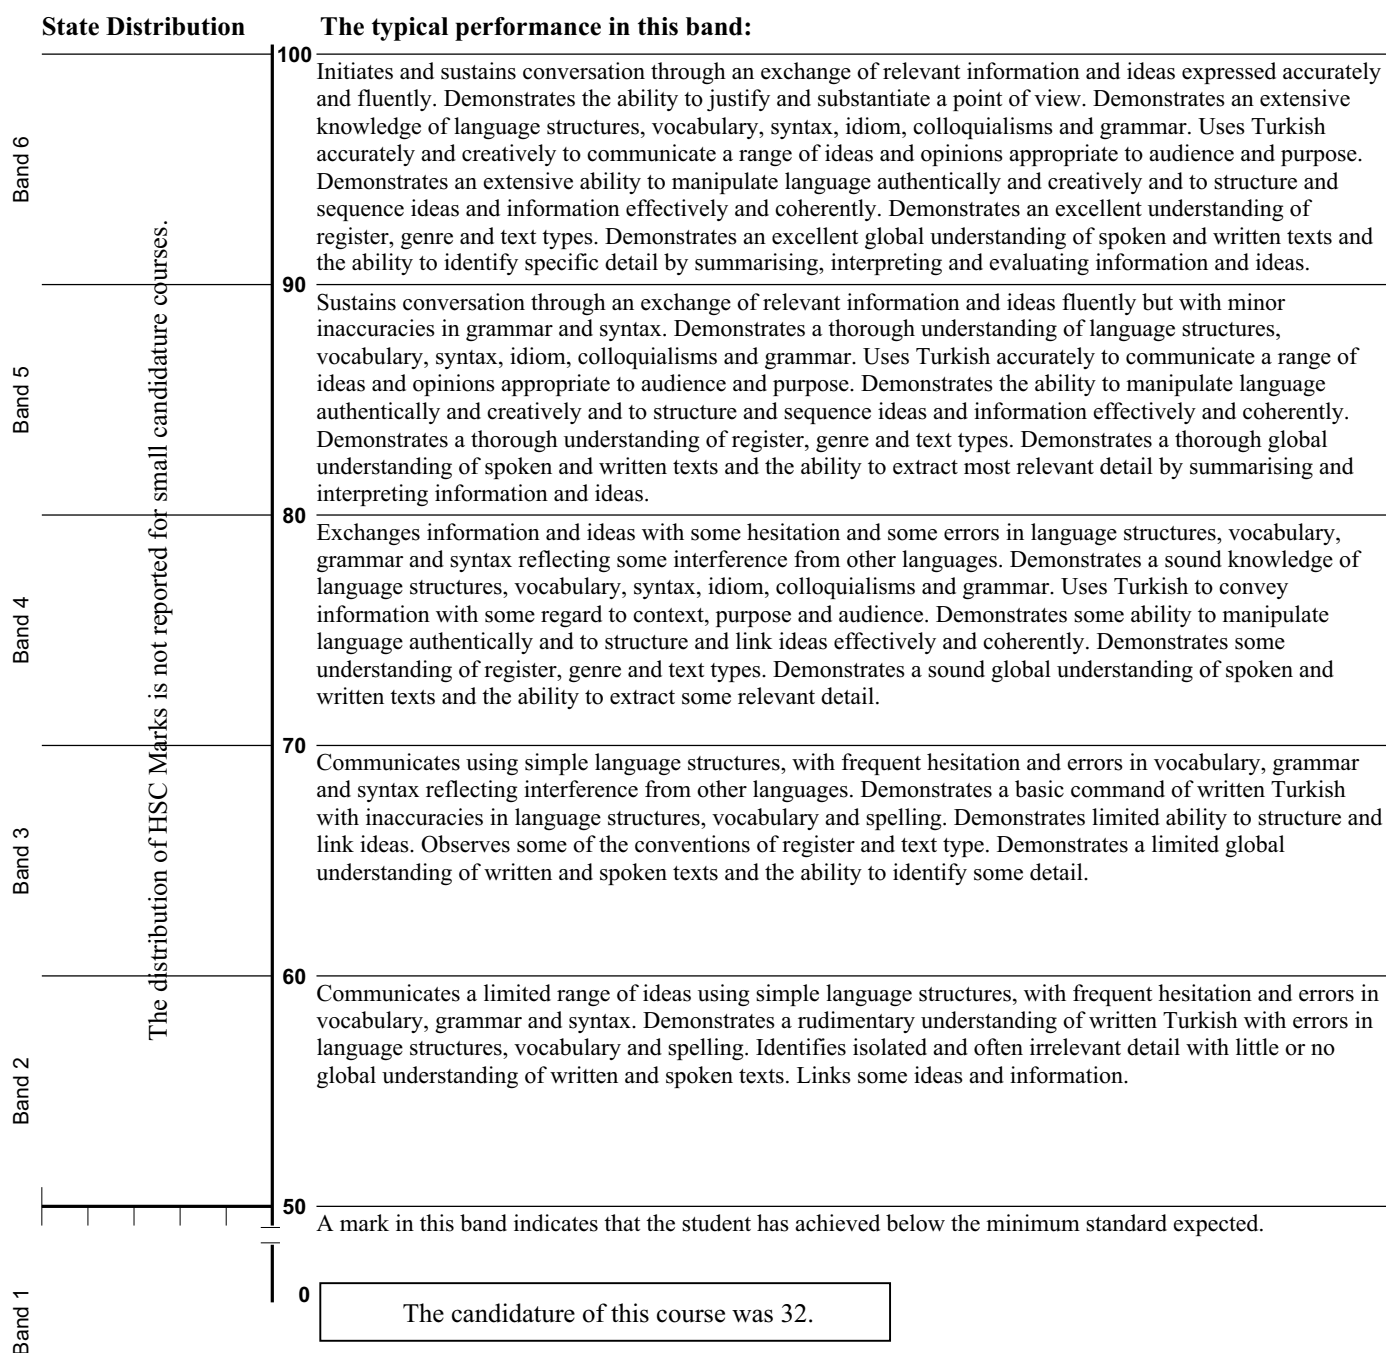 State Distribution
The typical performance in this band:
100
Band 6
Initiates and sustains conversation through an exchange of relevant information and ideas expressed accurately
and fluently. Demonstrates the ability to justify and substantiate a point of view. Demonstrates an extensive
knowledge of language structures, vocabulary, syntax, idiom, colloquialisms and grammar. Uses Turkish
accurately and creatively to communicate a range of ideas and opinions appropriate to audience and purpose.
Demonstrates an extensive ability to manipulate language authentically and creatively and to structure and
sequence ideas and information effectively and coherently. Demonstrates an excellent understanding of
register, genre and text types. Demonstrates an excellent global understanding of spoken and written texts and
the ability to identify specific detail by summarising, interpreting and evaluating information and ideas.
90
Band 5
Sustains conversation through an exchange of relevant information and ideas fluently but with minor
inaccuracies in grammar and syntax. Demonstrates a thorough understanding of language structures,
vocabulary, syntax, idiom, colloquialisms and grammar. Uses Turkish accurately to communicate a range of
ideas and opinions appropriate to audience and purpose. Demonstrates the ability to manipulate language
authentically and creatively and to structure and sequence ideas and information effectively and coherently.
Demonstrates a thorough understanding of register, genre and text types. Demonstrates a thorough global
understanding of spoken and written texts and the ability to extract most relevant detail by summarising and
interpreting information and ideas.
80
Band 4
Exchanges information and ideas with some hesitation and some errors in language structures, vocabulary,
grammar and syntax reflecting some interference from other languages. Demonstrates a sound knowledge of
language structures, vocabulary, syntax, idiom, colloquialisms and grammar. Uses Turkish to convey
information with some regard to context, purpose and audience. Demonstrates some ability to manipulate
language authentically and to structure and link ideas effectively and coherently. Demonstrates some
understanding of register, genre and text types. Demonstrates a sound global understanding of spoken and
written texts and the ability to extract some relevant detail.
The distribution of HSC Marks is not reported for small candidature courses.
70
Band 3
Communicates using simple language structures, with frequent hesitation and errors in vocabulary, grammar
and syntax reflecting interference from other languages. Demonstrates a basic command of written Turkish
with inaccuracies in language structures, vocabulary and spelling. Demonstrates limited ability to structure and
link ideas. Observes some of the conventions of register and text type. Demonstrates a limited global
understanding of written and spoken texts and the ability to identify some detail.
60
Band 2
Communicates a limited range of ideas using simple language structures, with frequent hesitation and errors in
vocabulary, grammar and syntax. Demonstrates a rudimentary understanding of written Turkish with errors in
language structures, vocabulary and spelling. Identifies isolated and often irrelevant detail with little or no
global understanding of written and spoken texts. Links some ideas and information.
50
A mark in this band indicates that the student has achieved below the minimum standard expected.
Band 1
0
The candidature of this course was 32.